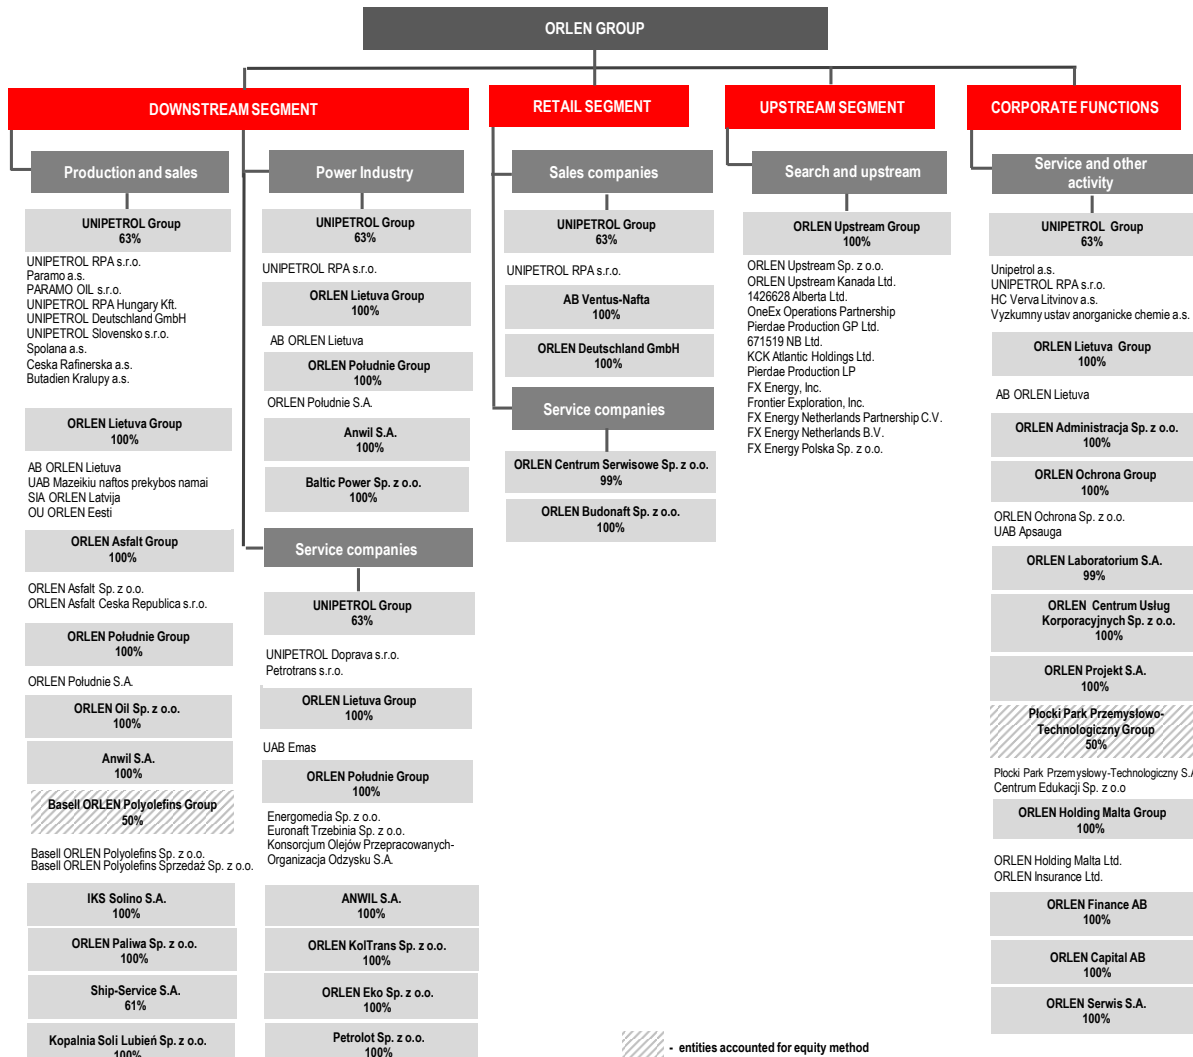 ORLEN GROUP
DOWNSTREAM SEGMENT
Production and sales
UNIPETROL Group
63%
UNIPETROL RPA s.r.o.
Paramo a.s.
PARAMO OIL s.r.o.
UNIPETROL RPA Hungary Kft.
UNIPETROL Deutschland GmbH
UNIPETROL Slovensko s.r.o.
Spolana a.s.
Ceska Rafinerska a.s.
Butadien Kralupy a.s.
ORLEN Lietuva Group
100%
AB ORLEN Lietuva
UAB Mazeikiu naftos prekybos namai
SIA ORLEN Latvija
OU ORLEN Eesti
ORLEN Asfalt Group
100%
ORLEN Asfalt Sp. z o.o.
ORLEN Asfalt Ceska Republica s.r.o.
ORLEN Południe Group
100%
ORLEN Południe S.A.
ORLEN Oil Sp. z o.o.
100%
Anwil S.A.
100%
Basell ORLEN Polyolefins Group
50%
Basell ORLEN Polyolefins Sp. z o.o.
Basell ORLEN Polyolefins Sprzedaż Sp. z o.o.
IKS Solino S.A.
100%
ORLEN Paliwa Sp. z o.o.
100%
Ship-Service S.A.
61%
Kopalnia Soli Lubień Sp. z o.o.
100%
Power Industry
UNIPETROL Group
63%
UNIPETROL RPA s.r.o.
ORLEN Lietuva Group
100%
AB ORLEN Lietuva
ORLEN Południe Group
100%
ORLEN Południe S.A.
Anwil S.A.
100%
Baltic Power Sp. z o.o.
100%
Service companies
UNIPETROL Group
63%
UNIPETROL Doprava s.r.o.
Petrotrans s.r.o.
ORLEN Lietuva Group
100%
UAB Emas
ORLEN Południe Group
100%
Energomedia Sp. z o.o.
Euronaft Trzebinia Sp. z o.o.
Konsorcjum Olejów Przepracowanych-
Organizacja Odzysku S.A.
ANWIL S.A.
100%
ORLEN KolTrans Sp. z o.o.
100%
ORLEN Eko Sp. z o.o.
100%
Petrolot Sp. z o.o.
100%
RETAIL SEGMENT
Sales companies
UNIPETROL Group
63%
UNIPETROL RPA s.r.o.
AB Ventus-Nafta
100%
ORLEN Deutschland GmbH
100%
Service companies
ORLEN Centrum Serwisowe Sp. z o.o.
99%
ORLEN Budonaft Sp. z o.o.
100%
UPSTREAM SEGMENT
Search and upstream
ORLEN Upstream Group
100%
ORLEN Upstream Sp. z o.o.
ORLEN Upstream Kanada Ltd.
1426628 Alberta Ltd.
OneEx Operations Partnership
Pierdae Production GP Ltd.
671519 NB Ltd.
KCK Atlantic Holdings Ltd.
Pierdae Production LP
FX Energy, Inc.
Frontier Exploration, Inc.
FX Energy Netherlands Partnership C.V.
FX Energy Netherlands B.V.
FX Energy Polska Sp. z o.o.
CORPORATE FUNCTIONS
Service and other
activity
UNIPETROL Group
63%
Unipetrol a.s.
UNIPETROL RPA s.r.o.
HC Verva Litvinov a.s.
Vyzkumny ustav anorganicke chemie a.s.
ORLEN Lietuva Group
100%
AB ORLEN Lietuva
ORLEN Administracja Sp. z o.o.
100%
ORLEN Ochrona Group
100%
ORLEN Ochrona Sp. z o.o.
UAB Apsauga
ORLEN Laboratorium S.A.
99%
ORLEN Centrum Usług
Korporacyjnych Sp. z o.o.
100%
ORLEN Projekt S.A.
100%
Płocki Park Przemysłowo-
Technologiczny Group
50%
Płocki Park Przemysłowy-Technologiczny S.A
Centrum Edukacji Sp. z o.o
ORLEN Holding Malta Group
100%
ORLEN Holding Malta Ltd.
ORLEN Insurance Ltd.
ORLEN Finance AB
100%
ORLEN Capital AB
100%
ORLEN Serwis S.A.
100%
- entities accounted for equity method